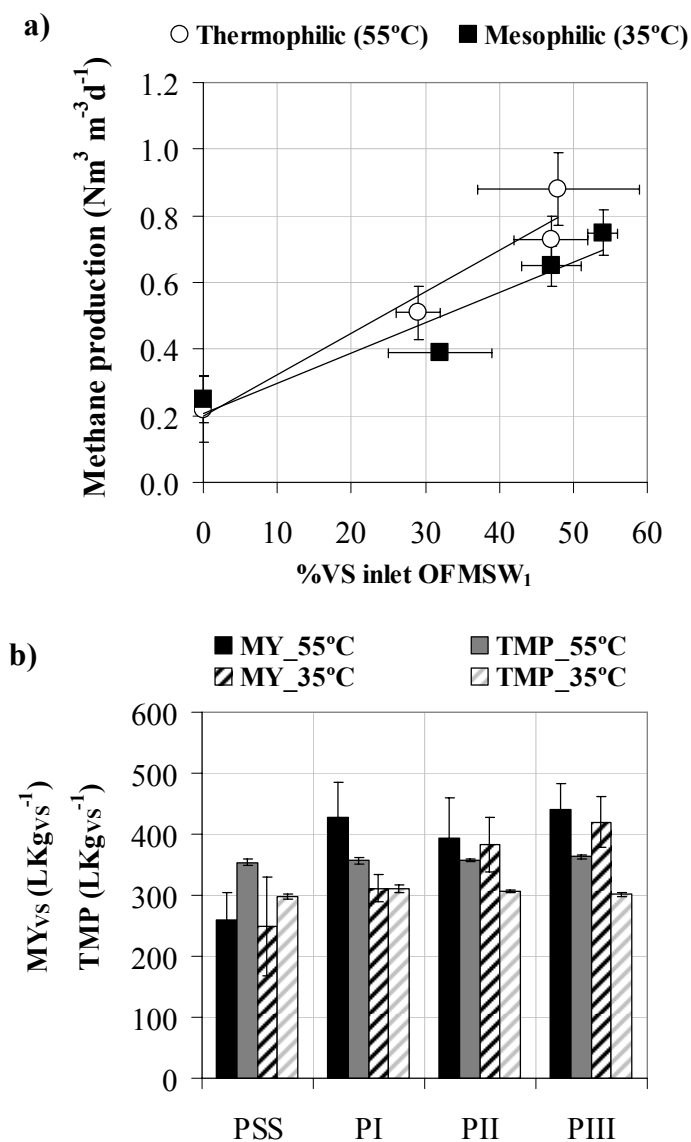 a)
Thermophilic (55ºC) Mesophilic (35ºC)
Methane production (Nm³ m⁻³d⁻¹)
1.2
1.0
0.8
0.6
0.4
0.2
0.0
0 10 20 30 40 50 60
%VS inlet OFMSW₁
b)
MY_55ºC TMP_55ºC
MY_35ºC TMP_35ºC
MYvs (LKgvs⁻¹)
TMP (LKgvs⁻¹)
600
500
400
300
200
100
0
PSS PI PII PIII